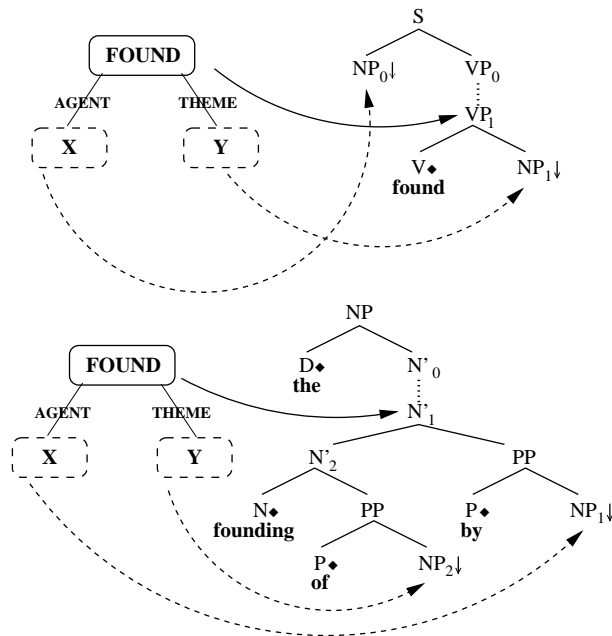 S
FOUND
NP₀↓ VP₀
AGENT THEME
VP₁
X Y
V◆ NP₁↓
found
NP
FOUND
D◆ N'₀
the
AGENT THEME
N'₁
X Y
N'₂ PP
N◆ PP P◆ NP₁↓
founding by
P◆ NP₂↓
of